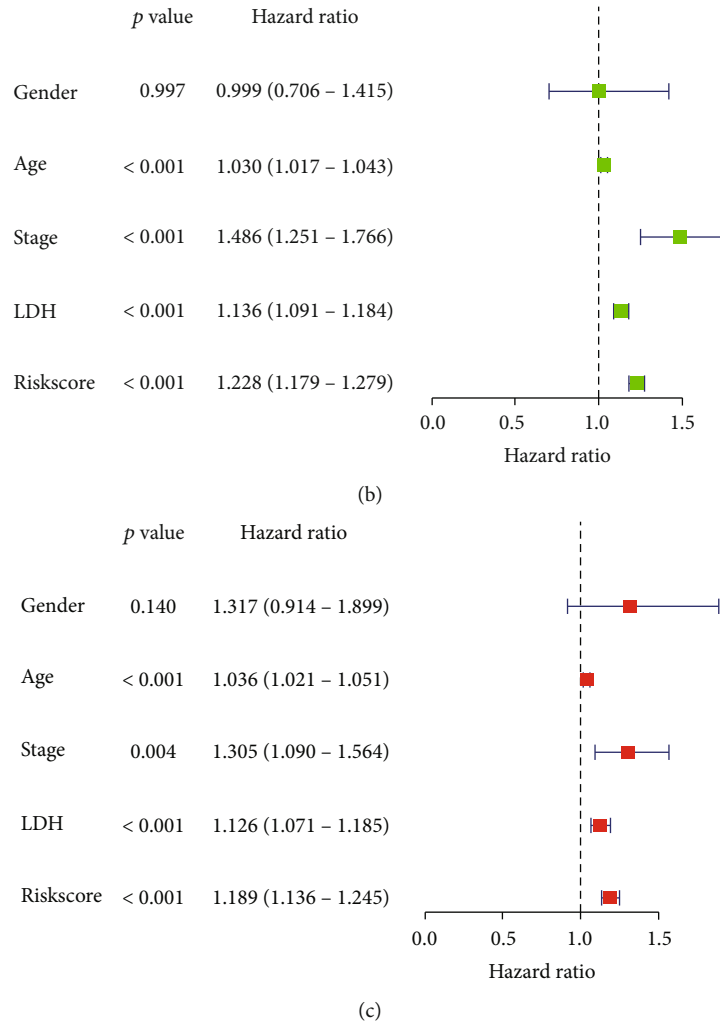 p value Hazard ratio
Gender 0.997 0.999 (0.706 – 1.415)
Age < 0.001 1.030 (1.017 – 1.043)
Stage < 0.001 1.486 (1.251 – 1.766)
LDH < 0.001 1.136 (1.091 – 1.184)
Riskscore < 0.001 1.228 (1.179 – 1.279)
0.0 0.5 1.0 1.5
Hazard ratio
(b)
p value Hazard ratio
Gender 0.140 1.317 (0.914 – 1.899)
Age < 0.001 1.036 (1.021 – 1.051)
Stage 0.004 1.305 (1.090 – 1.564)
LDH < 0.001 1.126 (1.071 – 1.185)
Riskscore < 0.001 1.189 (1.136 – 1.245)
0.0 0.5 1.0 1.5
Hazard ratio
(c)